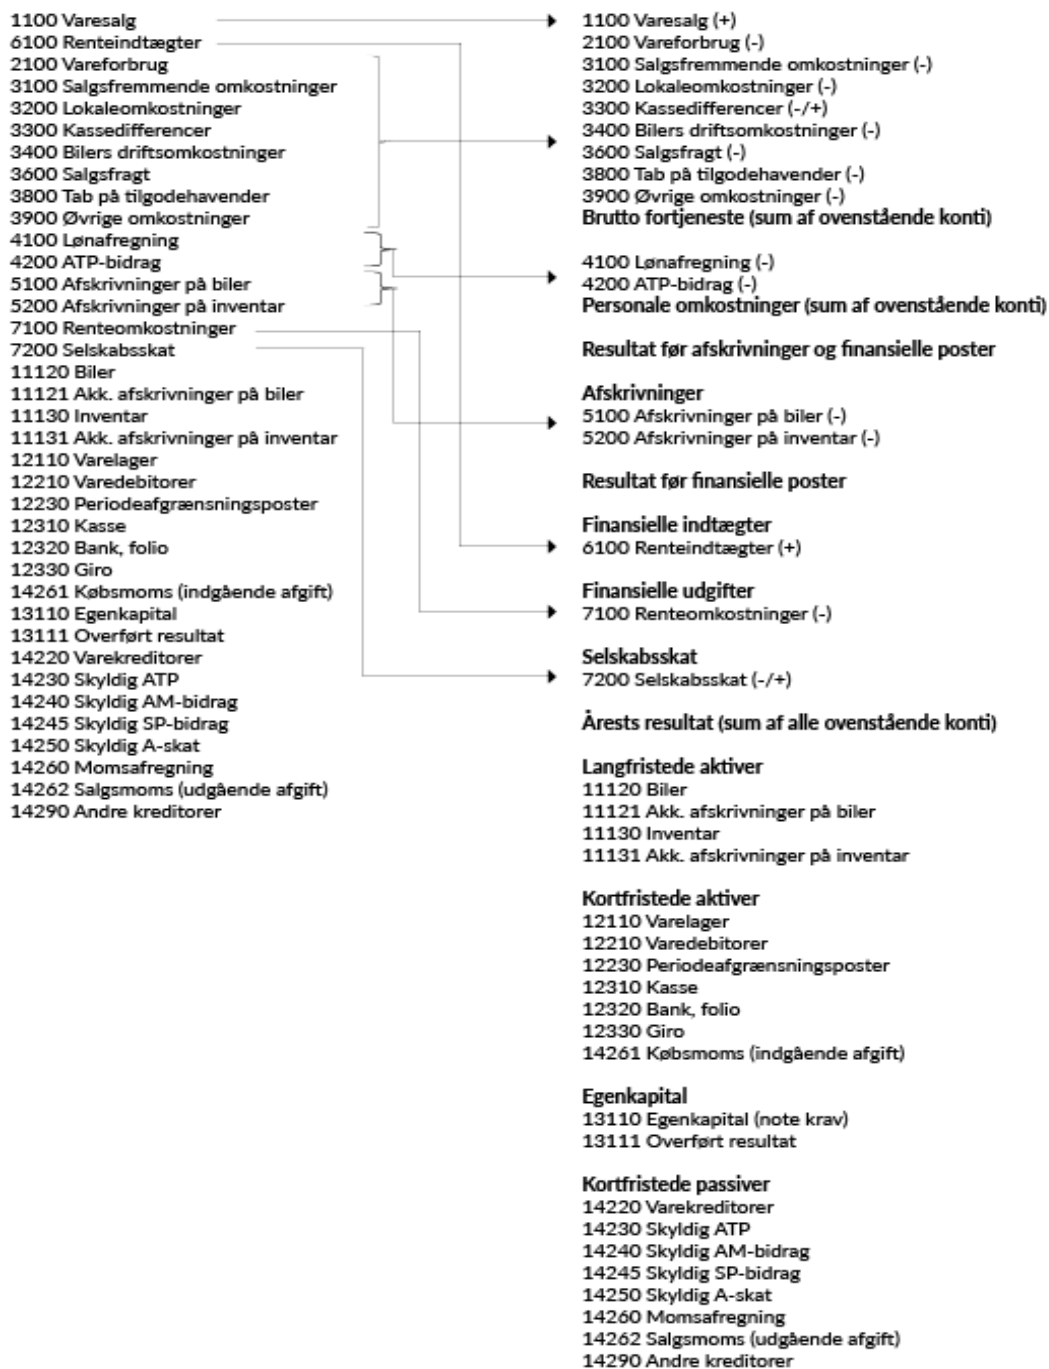 1100 Varesalg
6100 Renteindtægter
2100 Vareforbrug
3100 Salgsfremmende omkostninger
3200 Lokaleomkostninger
3300 Kassedifferencer
3400 Bilers driftsomkostninger
3600 Salgsfragt
3800 Tab på tilgodehavender
3900 Øvrige omkostninger
4100 Lønafregning
4200 ATP-bidrag
5100 Afskrivninger på biler
5200 Afskrivninger på inventar
7100 Renteomkostninger
7200 Selskabsskat
11120 Biler
11121 Akk. afskrivninger på biler
11130 Inventar
11131 Akk. afskrivninger på inventar
12110 Varelager
12210 Varedebitorer
12230 Periodeafgrænsningsposter
12310 Kasse
12320 Bank, folio
12330 Giro
14261 Købsmoms (indgående afgift)
13110 Egenkapital
13111 Overført resultat
14220 Varekreditorer
14230 Skyldig ATP
14240 Skyldig AM-bidrag
14245 Skyldig SP-bidrag
14250 Skyldig A-skat
14260 Momsafregning
14262 Salgsmoms (udgående afgift)
14290 Andre kreditorer
1100 Varesalg (+)
2100 Vareforbrug (-)
3100 Salgsfremmende omkostninger (-)
3200 Lokaleomkostninger (-)
3300 Kassedifferencer (-/+)
3400 Bilers driftsomkostninger (-)
3600 Salgsfragt (-)
3800 Tab på tilgodehavender (-)
3900 Øvrige omkostninger (-)
Brutto fortjeneste (sum af ovenstående konti)
4100 Lønafregning (-)
4200 ATP-bidrag (-)
Personale omkostninger (sum af ovenstående konti)
Resultat før afskrivninger og finansielle poster
Afskrivninger
5100 Afskrivninger på biler (-)
5200 Afskrivninger på inventar (-)
Resultat før finansielle poster
Finansielle indtægter
6100 Renteindtægter (+)
Finansielle udgifter
7100 Renteomkostninger (-)
Selskabsskat
7200 Selskabsskat (-/+)
Årests resultat (sum af alle ovenstående konti)
Langfristede aktiver
11120 Biler
11121 Akk. afskrivninger på biler
11130 Inventar
11131 Akk. afskrivninger på inventar
Kortfristede aktiver
12110 Varelager
12210 Varedebitorer
12230 Periodeafgrænsningsposter
12310 Kasse
12320 Bank, folio
12330 Giro
14261 Købsmoms (indgående afgift)
Egenkapital
13110 Egenkapital (note krav)
13111 Overført resultat
Kortfristede passiver
14220 Varekreditorer
14230 Skyldig ATP
14240 Skyldig AM-bidrag
14245 Skyldig SP-bidrag
14250 Skyldig A-skat
14260 Momsafregning
14262 Salgsmoms (udgående afgift)
14290 Andre kreditorer